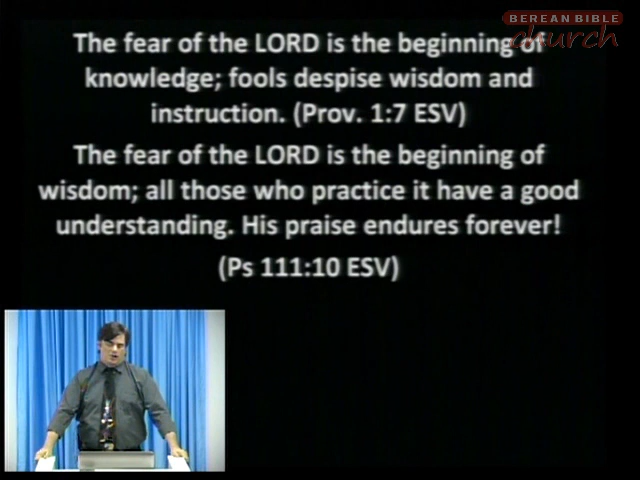 BEREAN BIBLE
church
The fear of the LORD is the beginning of
knowledge; fools despise wisdom and
instruction. (Prov. 1:7 ESV)
The fear of the LORD is the beginning of
wisdom; all those who practice it have a good
understanding. His praise endures forever!
(Ps 111:10 ESV)